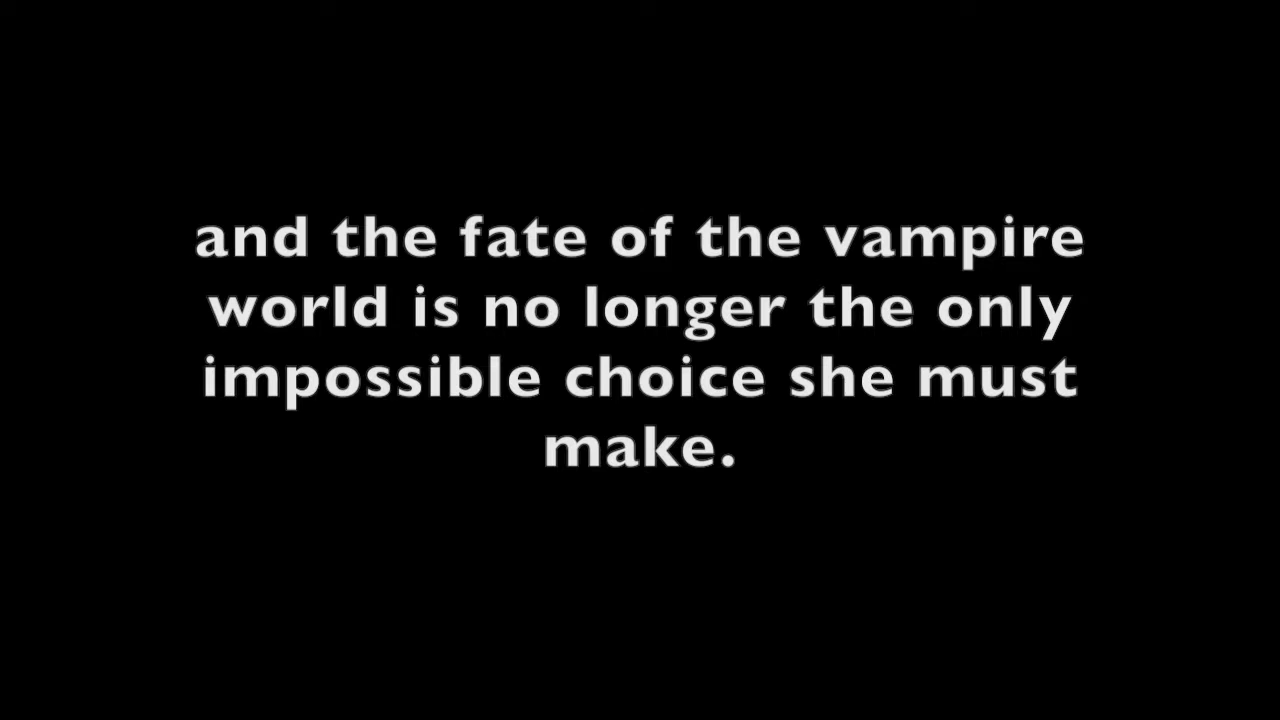 and the fate of the vampire
world is no longer the only
impossible choice she must
make.